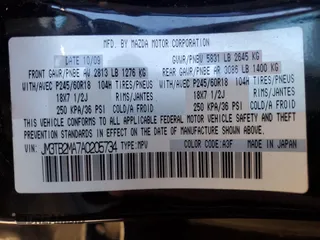 MFG. BY MAZDA MOTOR CORPORATION
DATE 10/09 GVWR/PNBV 5831 LB 2645 KG
FRONT GAWR/PNBE AV 2813 LB 1276 KG REAR GAWR/PNBE AR 3086 LB 1400 KG
WITH/AVEC P245/60R18 104H TIRES/PNEUS WITH/AVEC P245/60R18 104H TIRES/PNEUS
18X7 1/2J RIMS/JANTES 18X7 1/2J RIMS/JANTES
250 KPA/36 PSI COLD/A FROID 250 KPA/36 PSI COLD/A FROID
THIS VEHICLE CONFORMS TO ALL APPLICABLE FEDERAL MOTOR VEHICLE SAFETY
AND THEFT PREVENTION STANDARDS IN EFFECT ON THE DATE OF MANUFACTURE
SHOWN ABOVE.
VIN: JM3TB2MA7A0205734 TYPE:MPV COLOR CODE: A3F MADE IN JAPAN